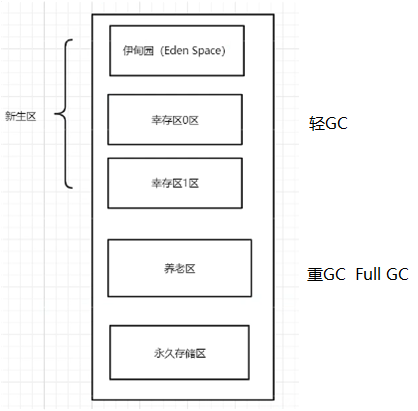 伊甸园（Eden Space）
新生区
幸存区0区
轻GC
幸存区1区
养老区
重GC Full GC
永久存储区